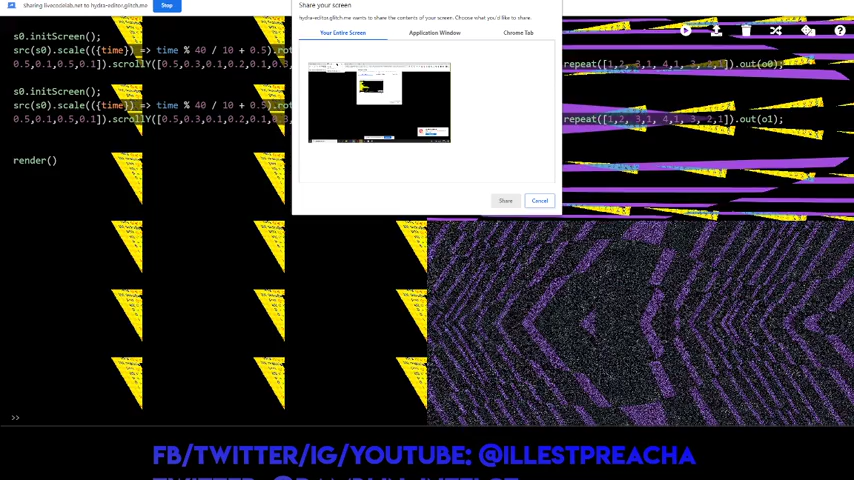 sharing livecodelab.net to hydra-editor.glitch.me Stop
Share your screen
hydra-editor.glitch.me wants to share the contents of your screen. Choose what you'd like to share.
Your Entire Screen Application Window Chrome Tab
s0.initScreen();
src(s0).scale(({time}) => time % 40 / 10 + 0.5).rot
repeat([1,2, 3,1, 4,1, 3, 2,1]).out(o0);
0.5,0.1,0.5,0.1]).scrollY([0.5,0.3,0.1,0.2,0.1,0.3
s0.initScreen();
src(s0).scale(({time}) => time % 40 / 10 + 0.5).rot
0.5,0.1,0.5,0.1]).scrollY([0.5,0.3,0.1,0.2,0.1,0.3
repeat([1,2, 3,1, 4,1, 3, 2,1]).out(o0);
render()
Share Cancel
>>
FB/TWITTER/IG/YOUTUBE: @ILLESTPREACHA